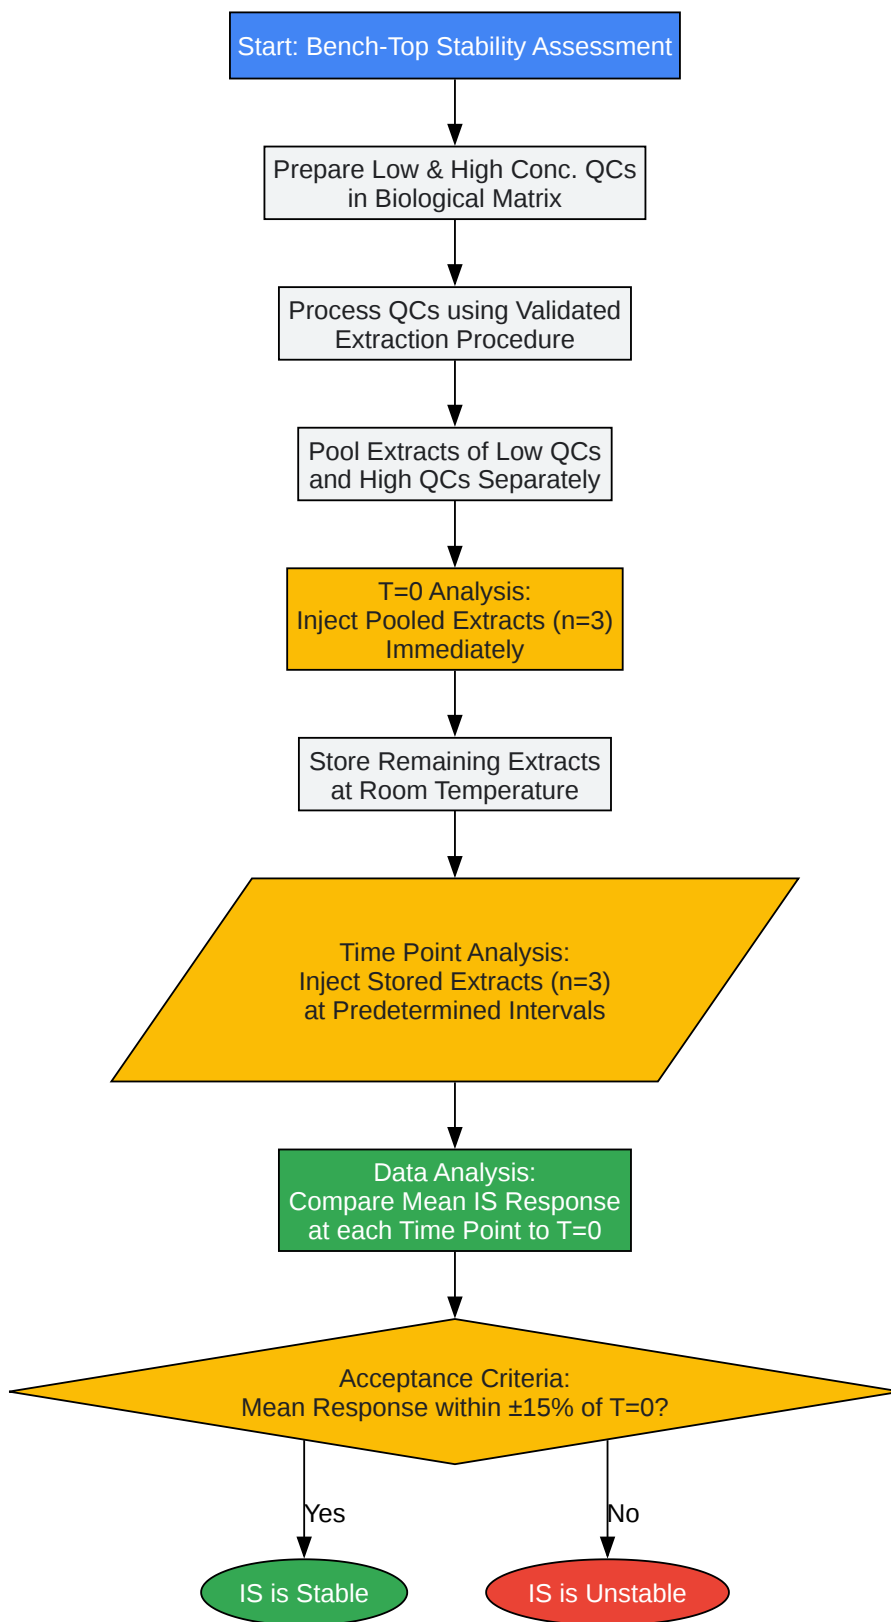 Start: Bench-Top Stability Assessment
Prepare Low & High Conc. QCs
in Biological Matrix
Process QCs using Validated
Extraction Procedure
Pool Extracts of Low QCs
and High QCs Separately
T=0 Analysis:
Inject Pooled Extracts (n=3)
Immediately
Store Remaining Extracts
at Room Temperature
Time Point Analysis:
Inject Stored Extracts (n=3)
at Predetermined Intervals
Data Analysis:
Compare Mean IS Response
at each Time Point to T=0
Acceptance Criteria:
Mean Response within ±15% of T=0?
Yes
No
IS is Stable
IS is Unstable